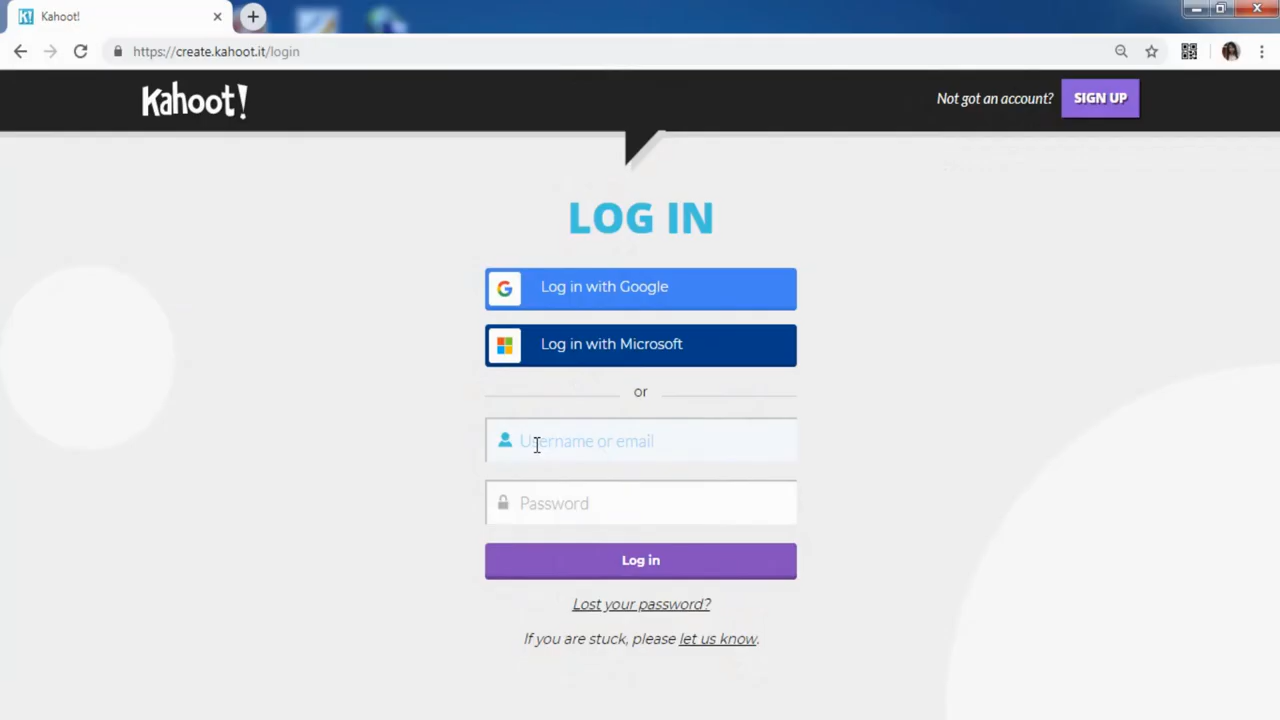 K! Kahoot!
https://create.kahoot.it/login
Kahoot!
Not got an account? SIGN UP
LOG IN
G Log in with Google
Log in with Microsoft
or
Username or email
Password
Log in
Lost your password?
If you are stuck, please let us know.